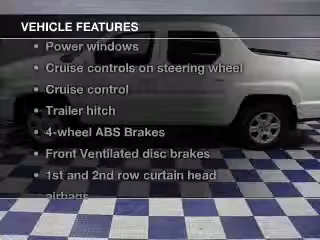 VEHICLE FEATURES
• Power windows
• Cruise controls on steering wheel
• Cruise control
• Trailer hitch
• 4-wheel ABS Brakes
• Front Ventilated disc brakes
• 1st and 2nd row curtain head
airbags